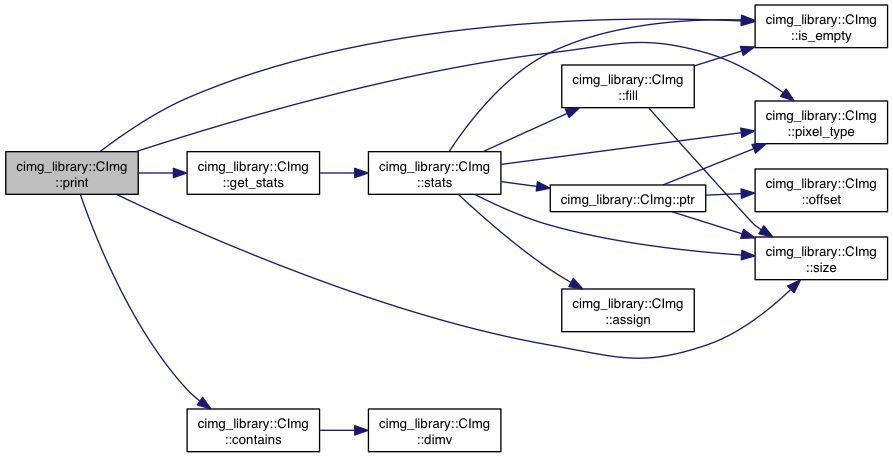 cimg_library::CImg
::print
cimg_library::CImg
::get_stats
cimg_library::CImg
::stats
cimg_library::CImg
::fill
cimg_library::CImg::ptr
cimg_library::CImg
::assign
cimg_library::CImg
::is_empty
cimg_library::CImg
::pixel_type
cimg_library::CImg
::offset
cimg_library::CImg
::size
cimg_library::CImg
::contains
cimg_library::CImg
::dimv